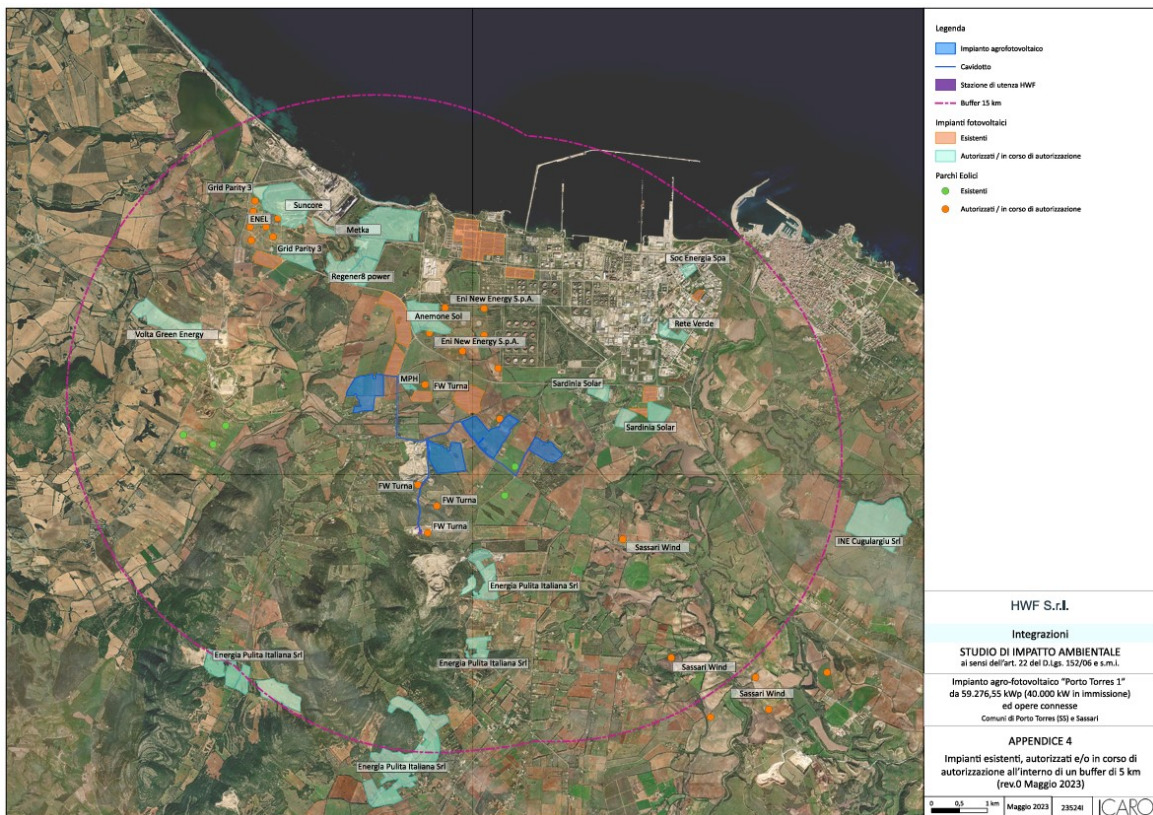 Grid Parity 3
Suncore
ENEL
Metka
Grid Parity 3
Regener8 power
Soc Energia Spa
Eni New Energy S.p.A.
Anemone Sol
Rete Verde
Volta Green Energy
Eni New Energy S.p.A.
MPH
FW Turna
Sardinia Solar
Sardinia Solar
FW Turna
FW Turna
FW Turna
INE Cugulargiu Srl
Sassari Wind
Energia Pulita Italiana Srl
Energia Pulita Italiana Srl
Energia Pulita Italiana Srl
Sassari Wind
Sassari Wind
Energia Pulita Italiana Srl
Legenda
Impianto agrofotovoltaico
Cavidotto
Stazione di utenza HWF
Buffer 15 km
Impianti fotovoltaici
Esistenti
Autorizzati / in corso di autorizzazione
Parchi Eolici
Esistenti
Autorizzati / in corso di autorizzazione
HWF S.r.l.
Integrazioni
STUDIO DI IMPATTO AMBIENTALE
ai sensi dell'art. 22 del D.Lgs. 152/06 e s.m.i.
Impianto agro-fotovoltaico "Porto Torres 1"
da 59.276,55 kWp (40.000 kW in immissione)
ed opere connesse
Comuni di Porto Torres (SS) e Sassari
APPENDICE 4
Impianti esistenti, autorizzati e/o in corso di
autorizzazione all'interno di un buffer di 5 km
(rev.0 Maggio 2023)
0 0,5 1 km
Maggio 2023
23524I
ICARO